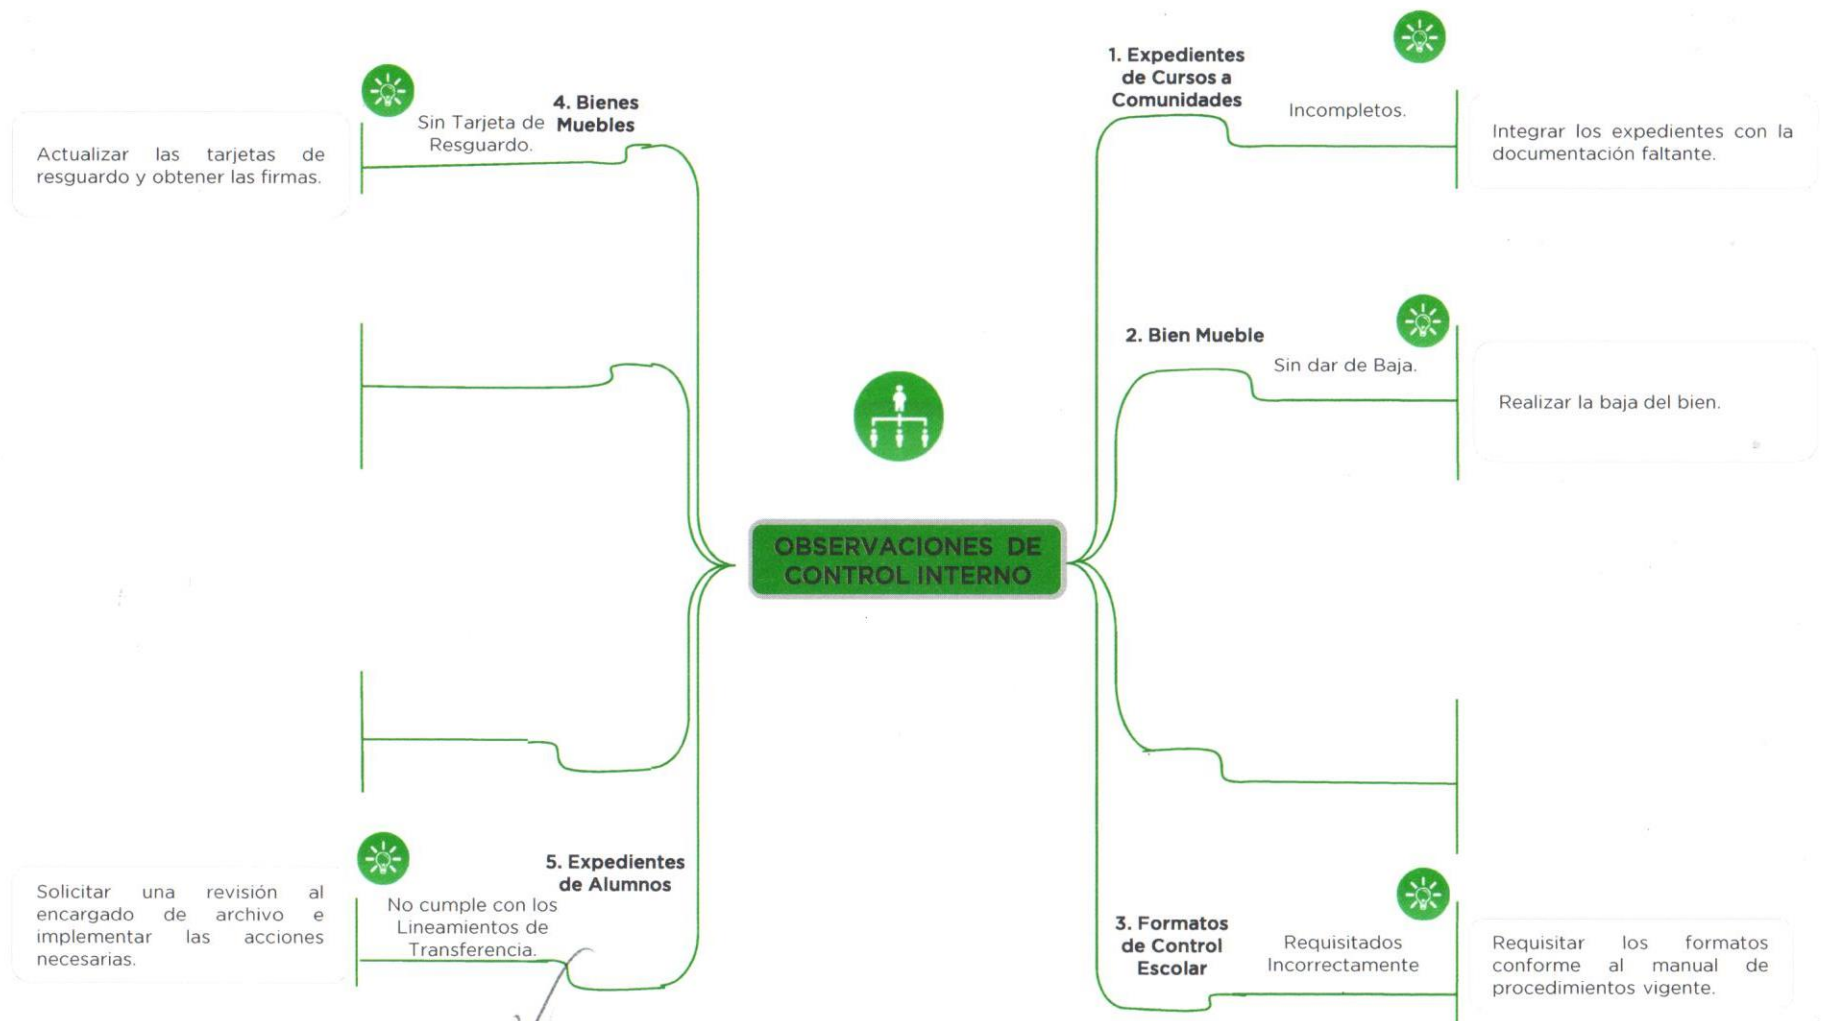 OBSERVACIONES DE
CONTROL INTERNO
1. Expedientes
de Cursos a
Comunidades
Incompletos.
Integrar los expedientes con la
documentación faltante.
2. Bien Mueble
Sin dar de Baja.
Realizar la baja del bien.
3. Formatos
de Control
Escolar
Requisitados
Incorrectamente
Requisitar los formatos
conforme al manual de
procedimientos vigente.
4. Bienes
Muebles
Sin Tarjeta de
Resguardo.
Actualizar las tarjetas de
resguardo y obtener las firmas.
5. Expedientes
de Alumnos
No cumple con los
Lineamientos de
Transferencia.
Solicitar una revisión al
encargado de archivo e
implementar las acciones
necesarias.